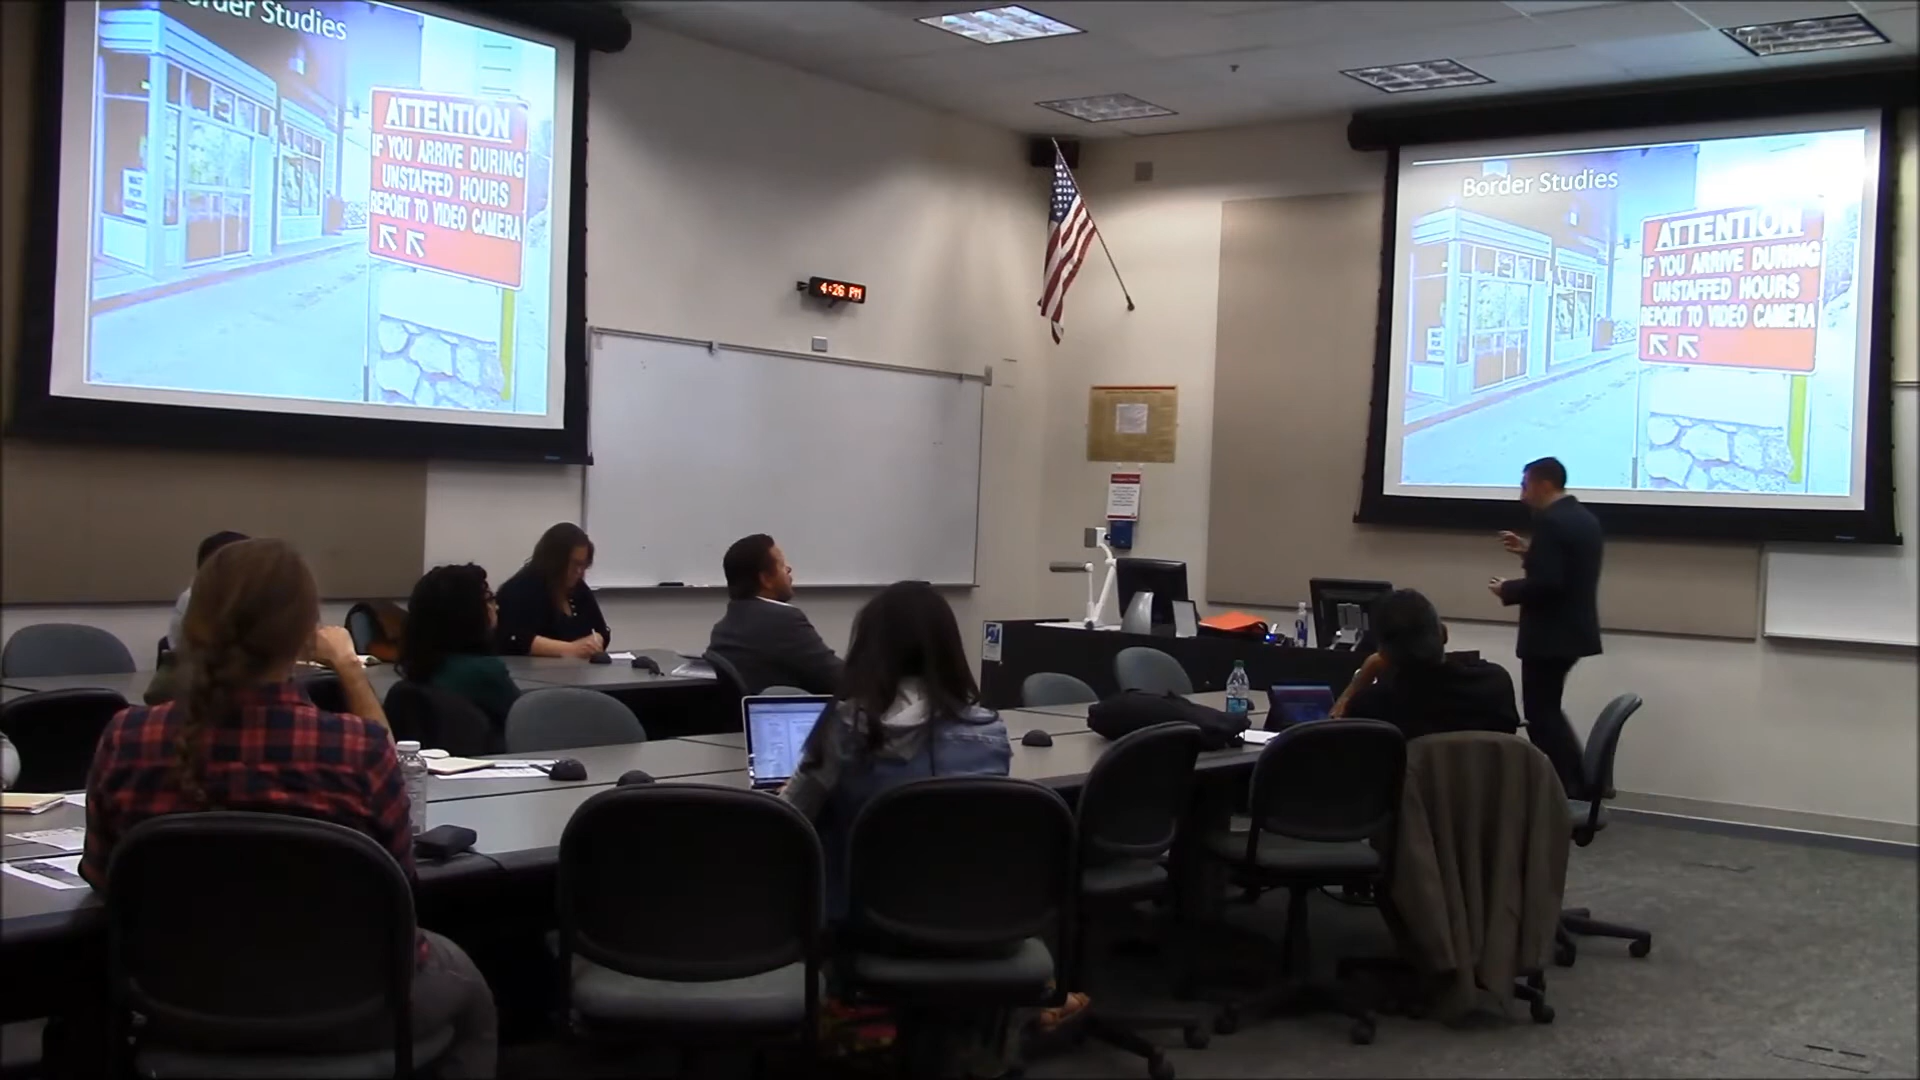 Border Studies
ATTENTION
IF YOU ARRIVE DURING
UNSTAFFED HOURS
REPORT TO VIDEO CAMERA
4:26 PM
Border Studies
ATTENTION
IF YOU ARRIVE DURING
UNSTAFFED HOURS
REPORT TO VIDEO CAMERA